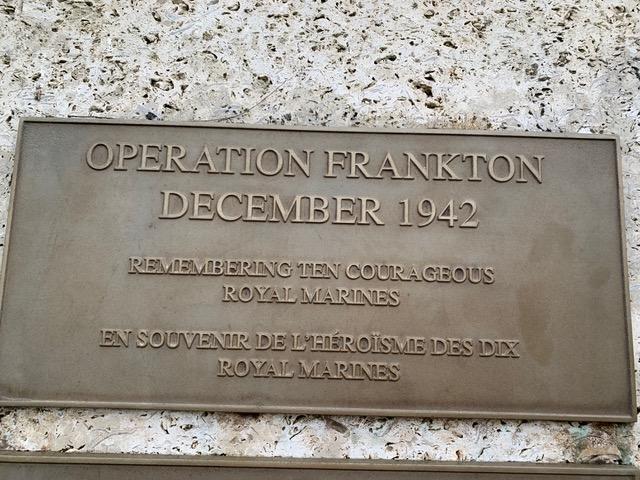 OPERATION FRANKTON
DECEMBER 1942
REMEMBERING TEN COURAGEOUS
ROYAL MARINES
EN SOUVENIR DE L'HÉROÏSME DES DIX
ROYAL MARINES